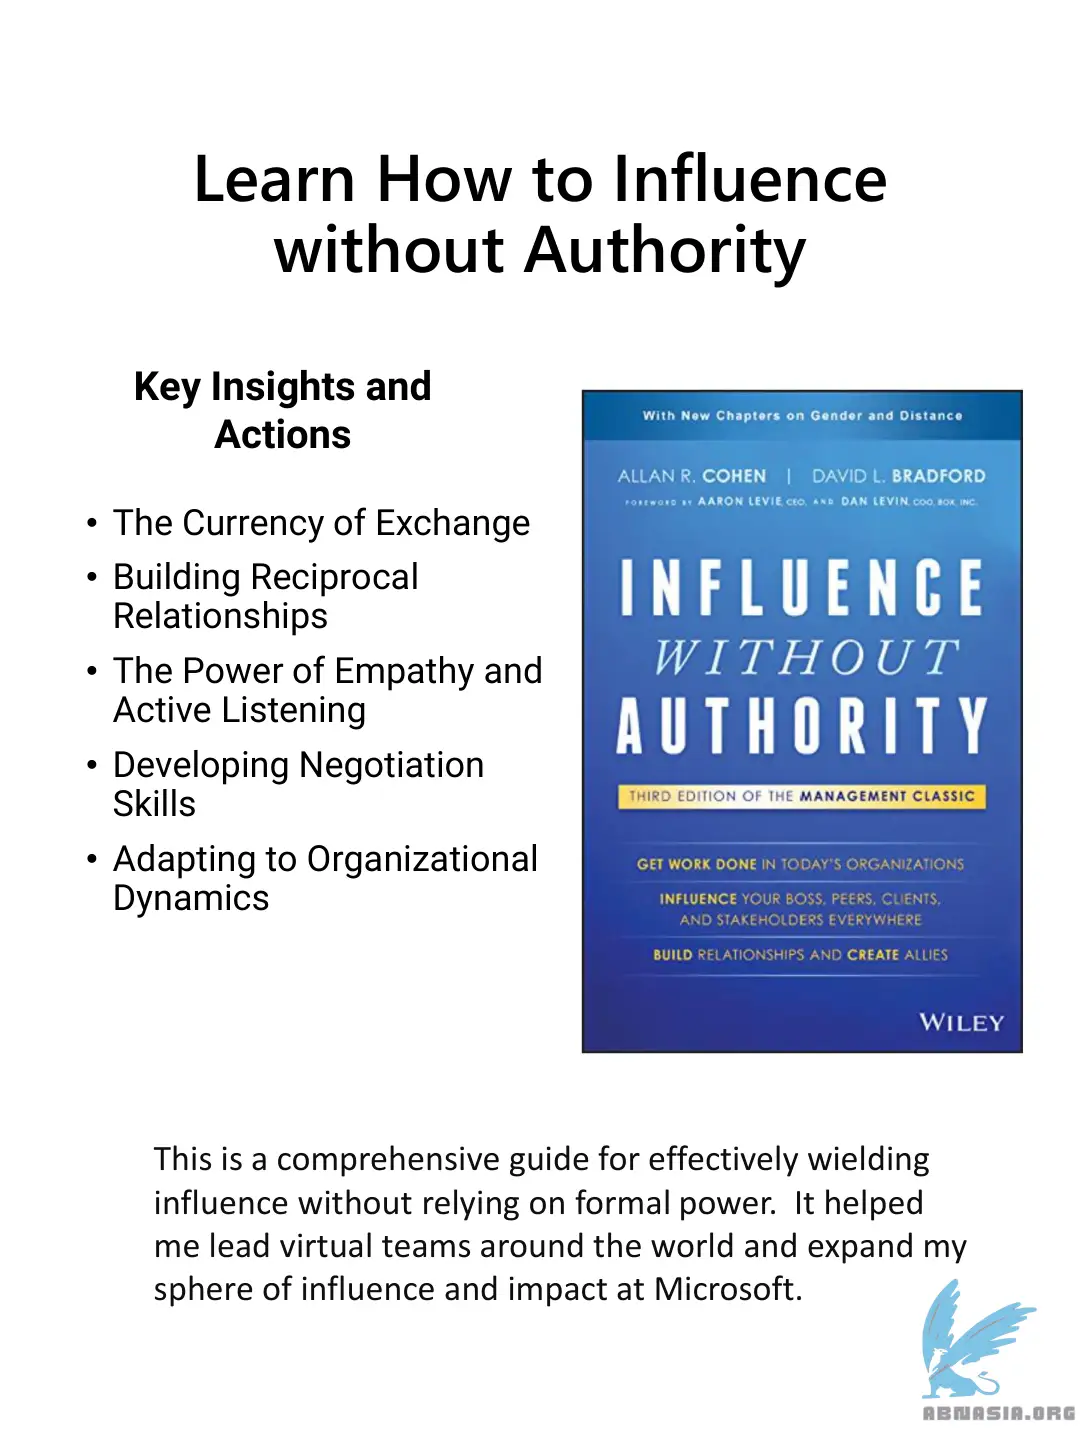 Learn How to Influence
without Authority
Key Insights and
Actions
• The Currency of Exchange
• Building Reciprocal
Relationships
• The Power of Empathy and
Active Listening
• Developing Negotiation
Skills
• Adapting to Organizational
Dynamics
With New Chapters on Gender and Distance
ALLAN R. COHEN | DAVID L. BRADFORD
FOREWORD BY AARON LEVIE, CEO, AND DAN LEVIN, COO, BOX, INC.
INFLUENCE
WITHOUT
AUTHORITY
THIRD EDITION OF THE MANAGEMENT CLASSIC
GET WORK DONE IN TODAY'S ORGANIZATIONS
INFLUENCE YOUR BOSS, PEERS, CLIENTS,
AND STAKEHOLDERS EVERYWHERE
BUILD RELATIONSHIPS AND CREATE ALLIES
WILEY
This is a comprehensive guide for effectively wielding
influence without relying on formal power.  It helped
me lead virtual teams around the world and expand my
sphere of influence and impact at Microsoft.
ABNASIA.ORG